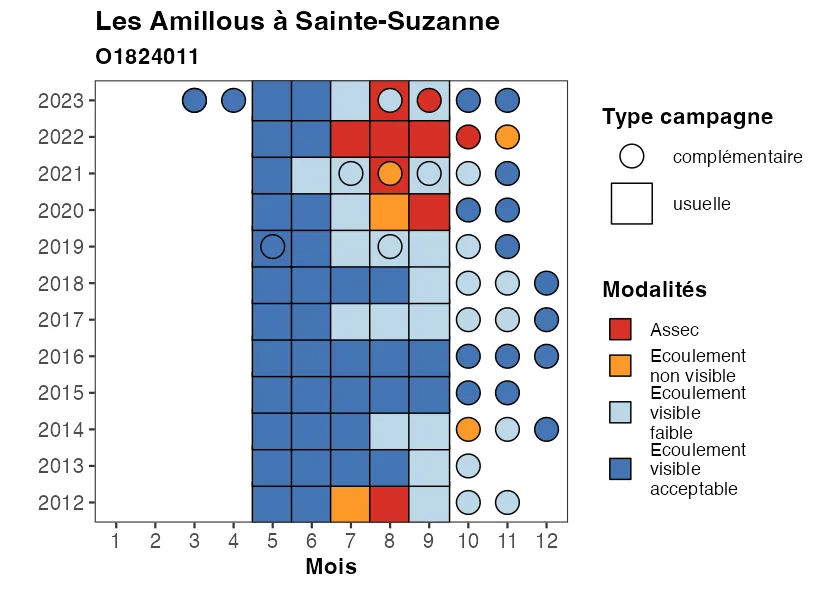 Les Amillous à Sainte-Suzanne
O1824011
2023
2022
2021
2020
2019
2018
2017
2016
2015
2014
2013
2012
1 2 3 4 5 6 7 8 9 10 11 12
Mois
Type campagne
complémentaire
usuelle
Modalités
Assec
Ecoulement
non visible
Ecoulement
visible
faible
Ecoulement
visible
acceptable